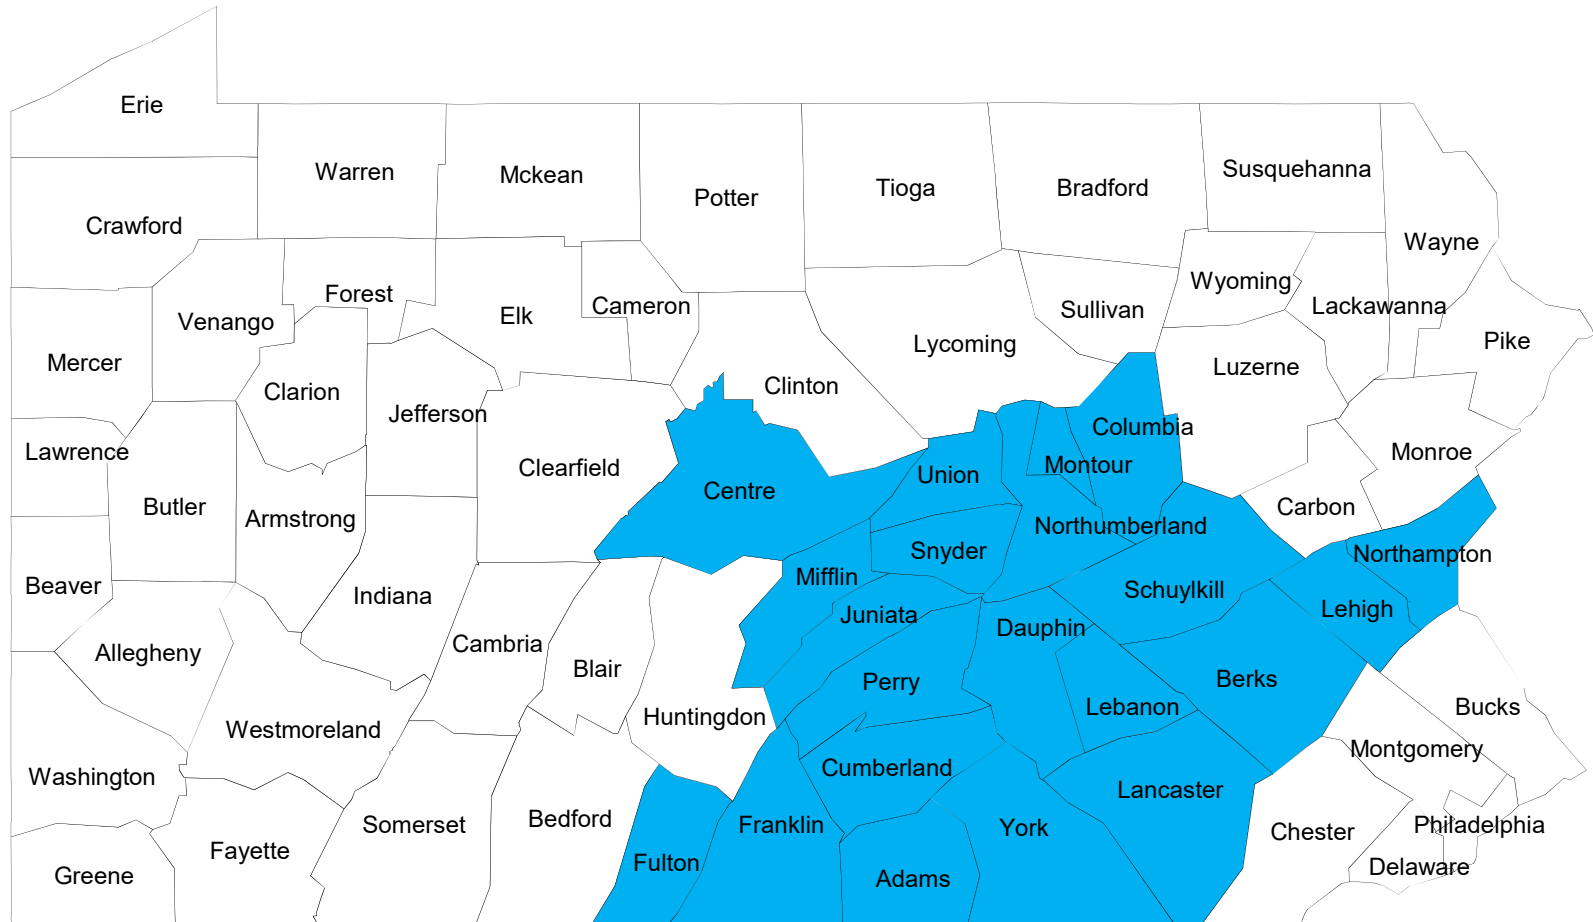 Erie
Warren
Mckean
Potter
Tioga
Bradford
Susquehanna
Crawford
Wayne
Wyoming
Forest
Cameron
Lackawanna
Sullivan
Venango
Elk
Lycoming
Pike
Mercer
Luzerne
Clinton
Clarion
Jefferson
Columbia
Lawrence
Monroe
Clearfield
Montour
Union
Centre
Butler
Carbon
Armstrong
Northumberland
Snyder
Northampton
Mifflin
Beaver
Schuylkill
Indiana
Lehigh
Juniata
Dauphin
Cambria
Allegheny
Blair
Perry
Berks
Lebanon
Bucks
Huntingdon
Westmoreland
Montgomery
Cumberland
Washington
Lancaster
Bedford
Somerset
Franklin
York
Philadelphia
Chester
Fayette
Fulton
Delaware
Greene
Adams